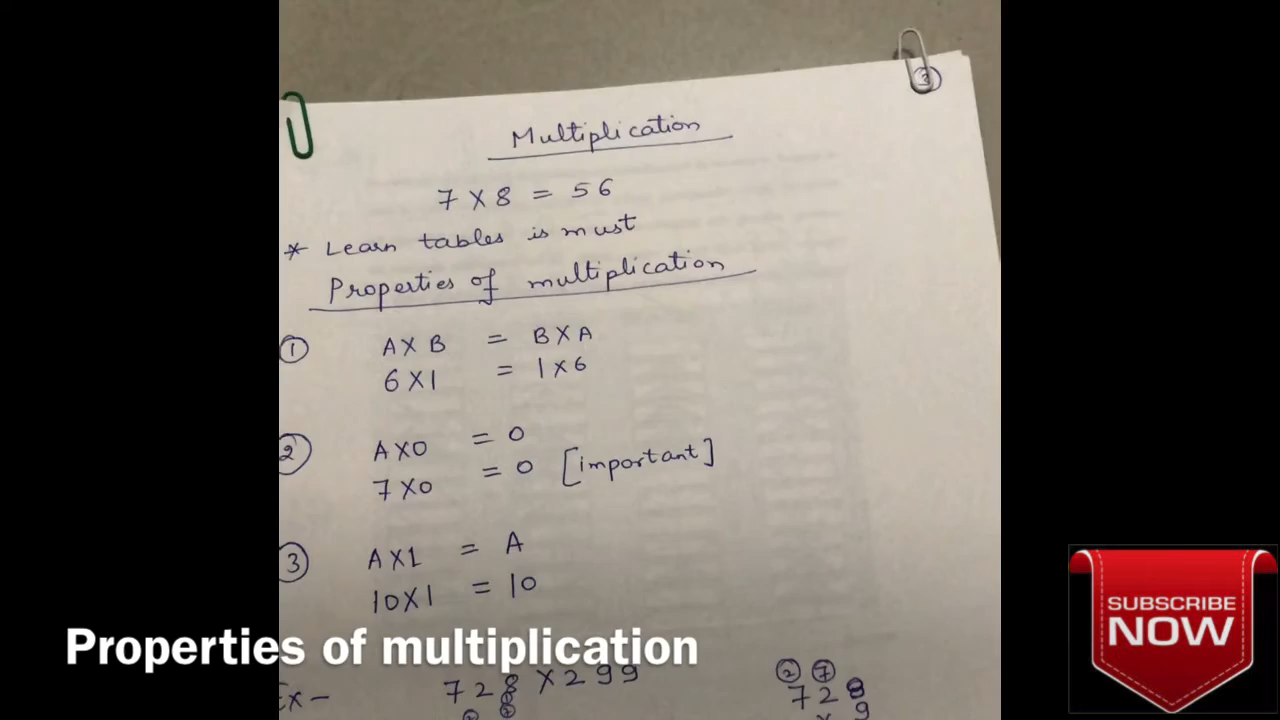 3
Multiplication
7 X 8 = 56
* Learn tables is must
Properties of multiplication
1 A X B = B X A
6 X 1 = 1 X 6
2 A X 0 = 0
7 X 0 = 0 [important]
3 A X 1 = A
10 X 1 = 10
Properties of multiplication
Ex - 728 X 299
2 7
728
x 9
SUBSCRIBE
NOW